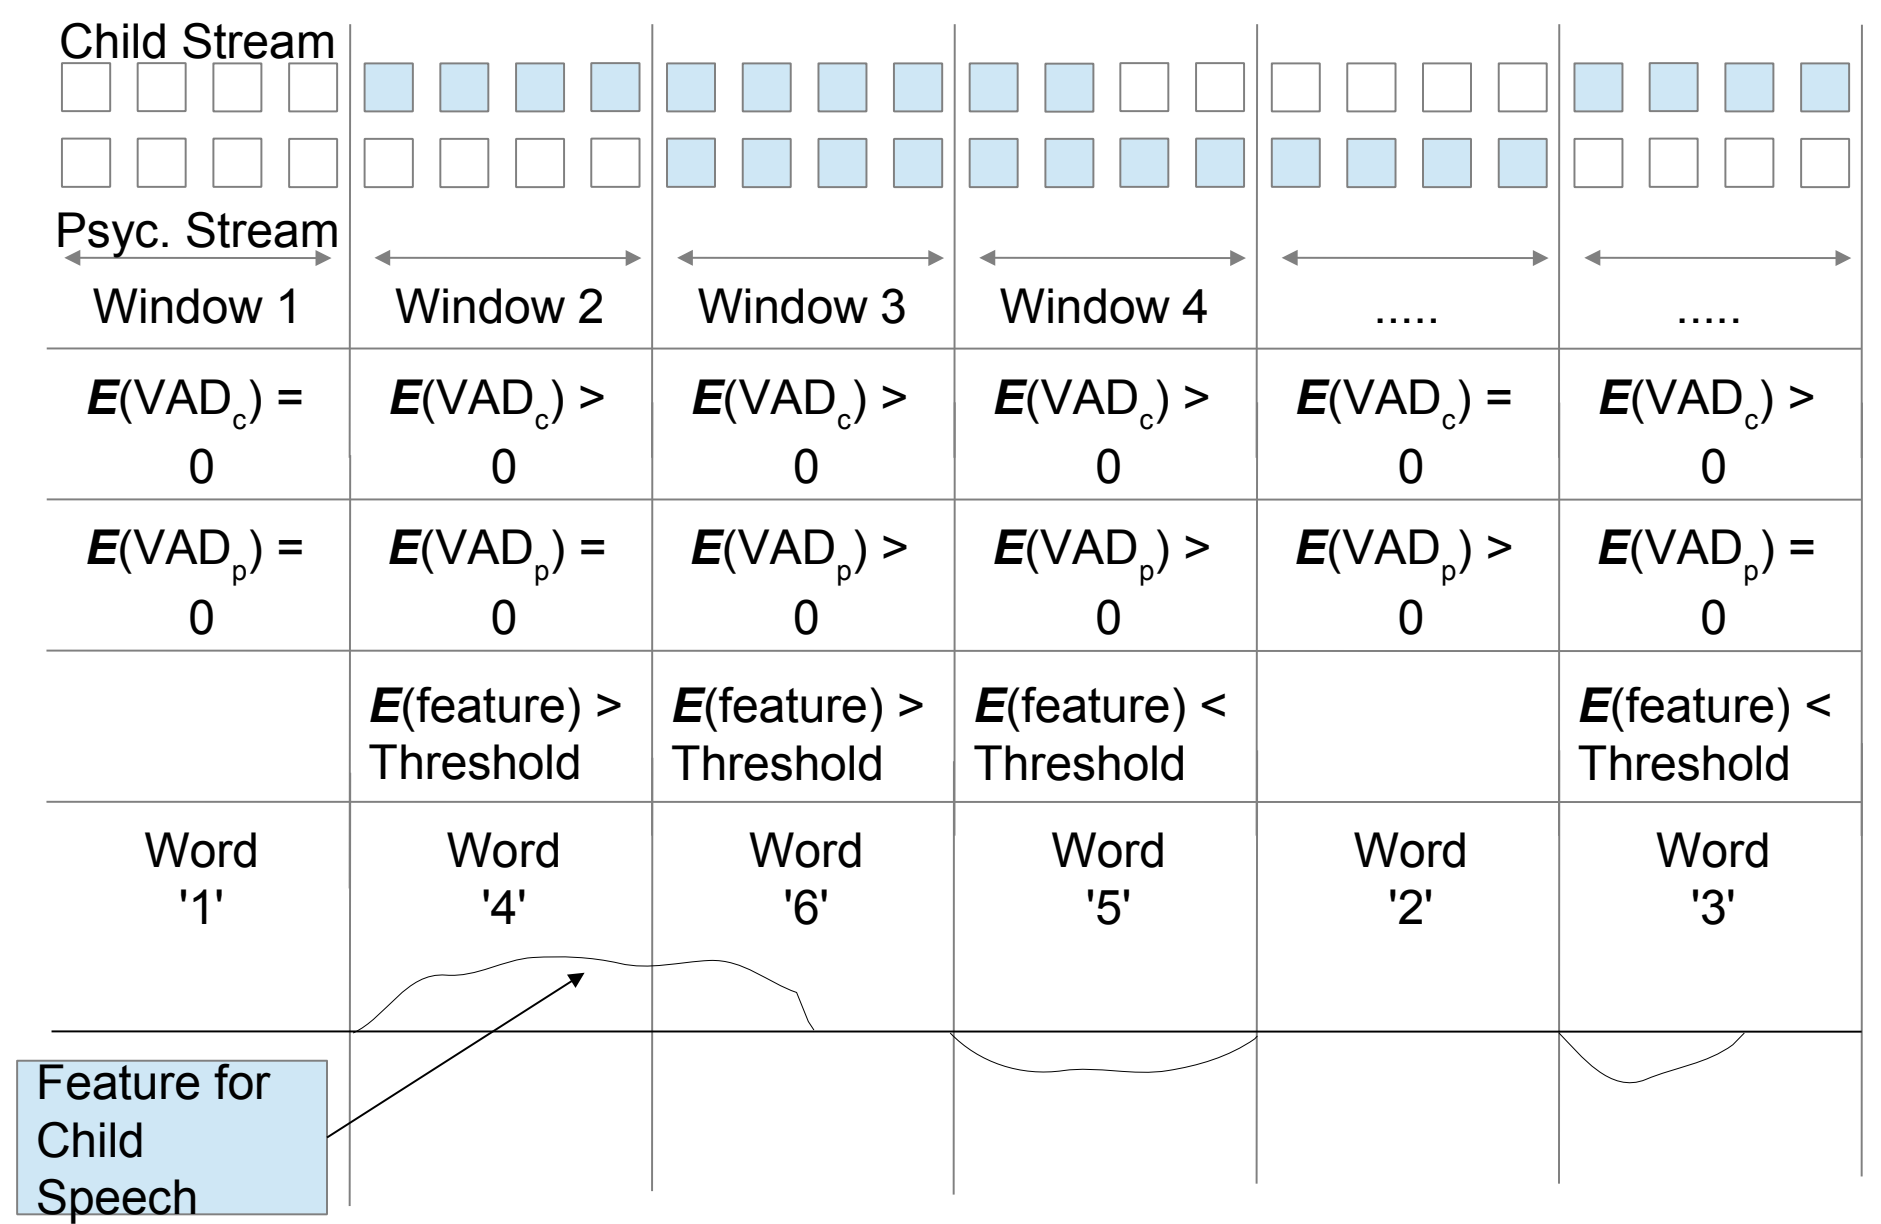 Child Stream
Psyc. Stream
Window 1 Window 2 Window 3 Window 4 ..... .....
E(VADc) = E(VADc) > E(VADc) > E(VADc) > E(VADc) = E(VADc) >
0 0 0 0 0 0
E(VADp) = E(VADp) = E(VADp) > E(VADp) > E(VADp) > E(VADp) =
0 0 0 0 0 0
E(feature) > E(feature) > E(feature) < E(feature) <
Threshold Threshold Threshold Threshold
Word Word Word Word Word Word
'1' '4' '6' '5' '2' '3'
Feature for
Child
Speech